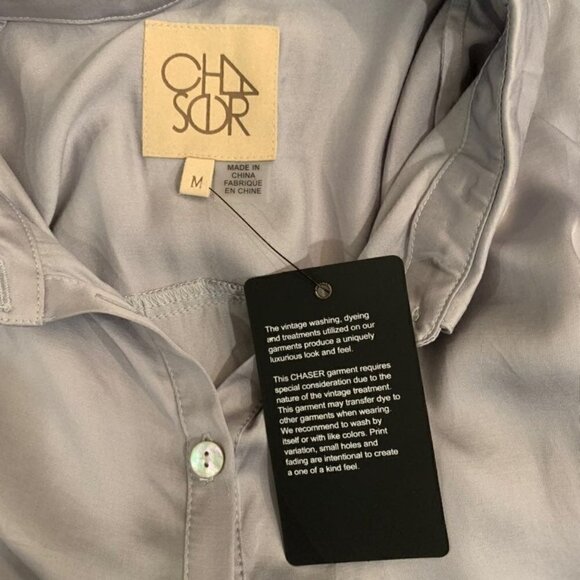 CHA
SER
M
MADE IN
CHINA
FABRIQUE
EN CHINE
The vintage washing, dyeing
and treatments utilized on our
garments produce a uniquely
luxurious look and feel.
This CHASER garment requires
special consideration due to the
nature of the vintage treatment.
This garment may transfer dye to
other garments when wearing.
We recommend to wash by
itself or with like colors. Print
variation, small holes and
fading are intentional to create
a one of a kind feel.